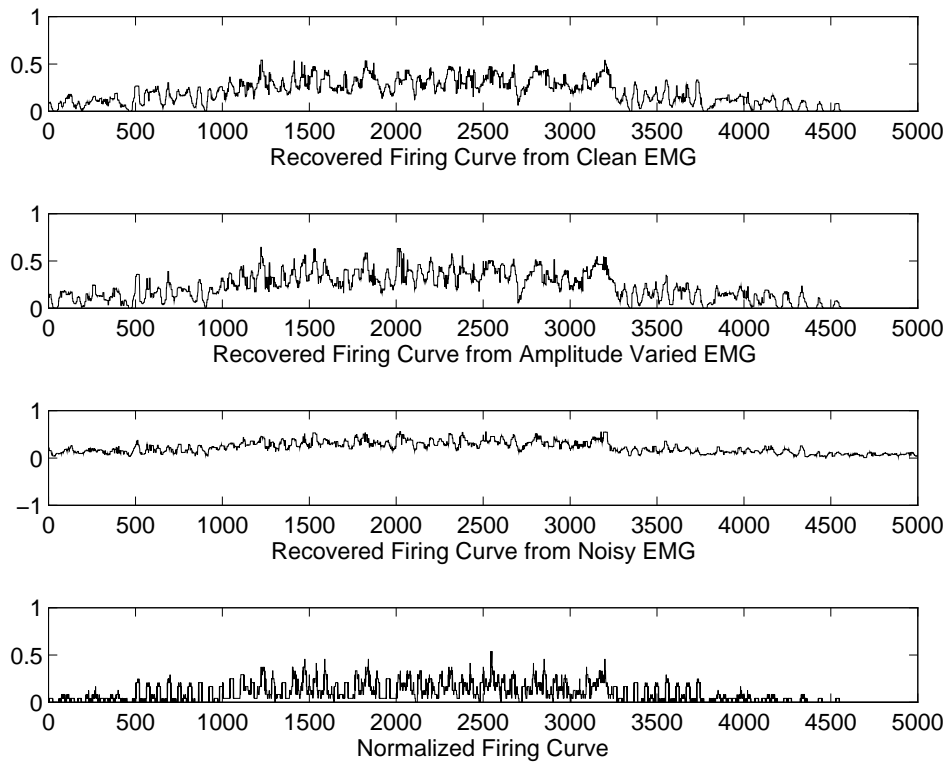 1
0.5
0
0 500 1000 1500 2000 2500 3000 3500 4000 4500 5000
Recovered Firing Curve from Clean EMG
1
0.5
0
0 500 1000 1500 2000 2500 3000 3500 4000 4500 5000
Recovered Firing Curve from Amplitude Varied EMG
1
0
−1
0 500 1000 1500 2000 2500 3000 3500 4000 4500 5000
Recovered Firing Curve from Noisy EMG
1
0.5
0
0 500 1000 1500 2000 2500 3000 3500 4000 4500 5000
Normalized Firing Curve